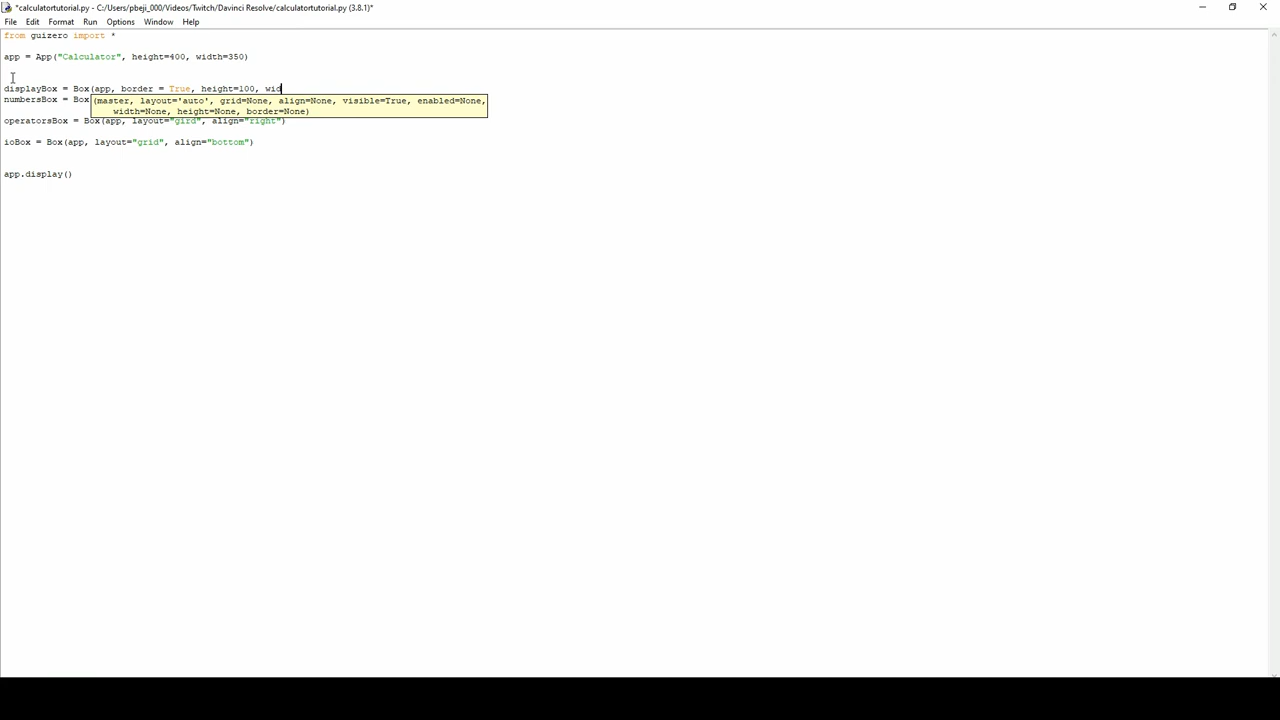 *calculatortutorial.py - C:/Users/pbeji_000/Videos/Twitch/Davinci Resolve/calculatortutorial.py (3.8.1)*
File Edit Format Run Options Window Help
from guizero import *
app = App("Calculator", height=400, width=350)
displayBox = Box(app, border = True, height=100, wid
numbersBox = Box
(master, layout='auto', grid=None, align=None, visible=True, enabled=None,
width=None, height=None, border=None)
operatorsBox = Box(app, layout="gird", align="right")
ioBox = Box(app, layout="grid", align="bottom")
app.display()